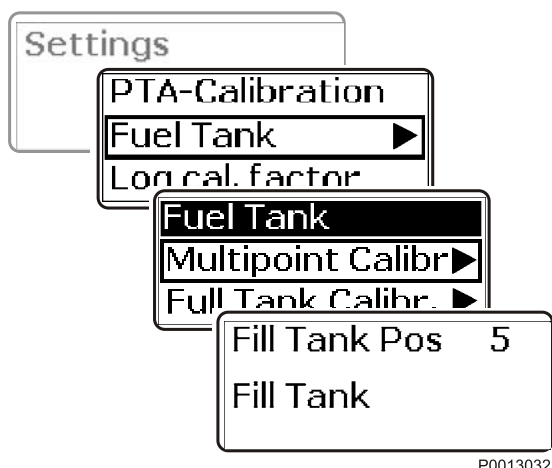 Settings
PTA-Calibration
Fuel Tank ▶
Log cal. factor
Fuel Tank
Multipoint Calibr▶
Full Tank Calibr. ▶
Fill Tank Pos 5
Fill Tank
P0013032